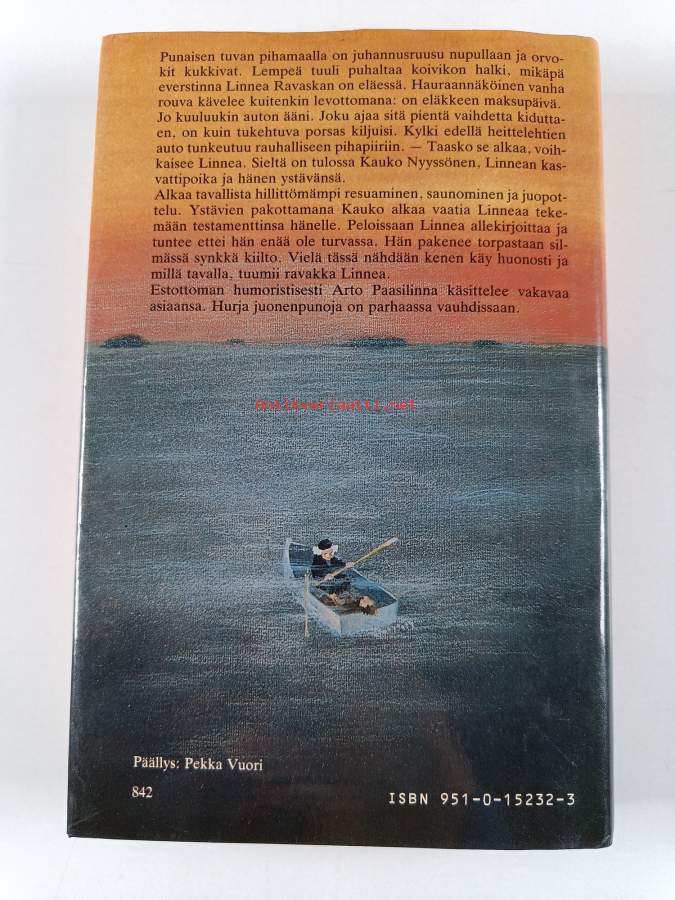 Punaisen tuvan pihamaalla on juhannusruusu nupullaan ja orvo-
kit kukkivat. Lempeä tuuli puhaltaa koivikon halki, mikäpä
everstinna Linnea Ravaskan on eläessä. Hauraannäköinen vanha
rouva kävelee kuitenkin levottomana: on eläkkeen maksupäivä.
Jo kuuluukin auton ääni. Joku ajaa sitä pientä vaihdetta kidutta-
en, on kuin tukehtuva porsas kiljuisi. Kylki edellä heittelehtien
auto tunkeutuu rauhalliseen pihapiiriin. — Taasko se alkaa, voih-
kaisee Linnea. Sieltä on tulossa Kauko Nyyssönen, Linnean kas-
vattipoika ja hänen ystävänsä.
Alkaa tavallista hillittömämpi resuaminen, saunominen ja juopot-
telu. Ystävien pakottamana Kauko alkaa vaatia Linneaa teke-
mään testamenttinsa hänelle. Peloissaan Linnea allekirjoittaa ja
tuntee ettei hän enää ole turvassa. Hän pakenee torpastaan sil-
mässä synkkä kiilto. Vielä tässä nähdään kenen käy huonosti ja
millä tavalla, tuumii ravakka Linnea.
Estottoman humoristisesti Arto Paasilinna käsittelee vakavaa
asiaansa. Hurja juonenpunoja on parhaassa vauhdissaan.
Antikvariaatti.net
Päällys: Pekka Vuori
842
ISBN 951-0-15232-3